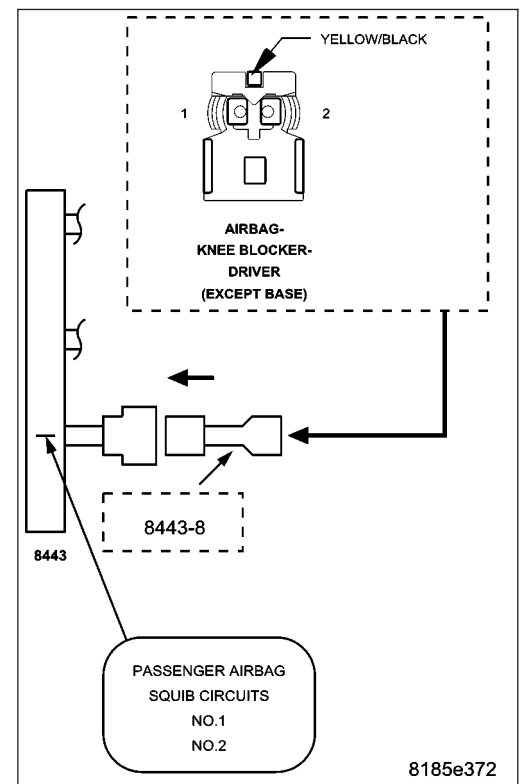 YELLOW/BLACK
1
2
AIRBAG-
KNEE BLOCKER-
DRIVER
(EXCEPT BASE)
8443-8
8443
PASSENGER AIRBAG
SQUIB CIRCUITS
NO.1
NO.2
8185e372